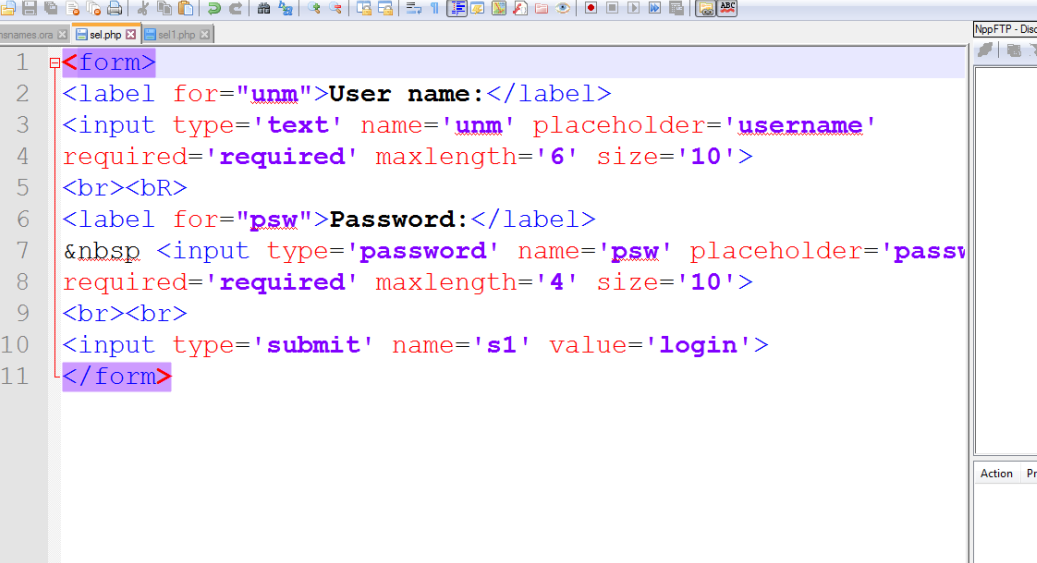 ABC
nsnames.ora
sel.php
sel1.php
NppFTP - Disc
1 <form>
2 <label for="unm">User name:</label>
3 <input type='text' name='unm' placeholder='username'
4 required='required' maxlength='6' size='10'>
5 <br><bR>
6 <label for="psw">Password:</label>
7 &nbsp <input type='password' name='psw' placeholder='passw
8 required='required' maxlength='4' size='10'>
9 <br><br>
10 <input type='submit' name='s1' value='login'>
11 </form>
Action Pr